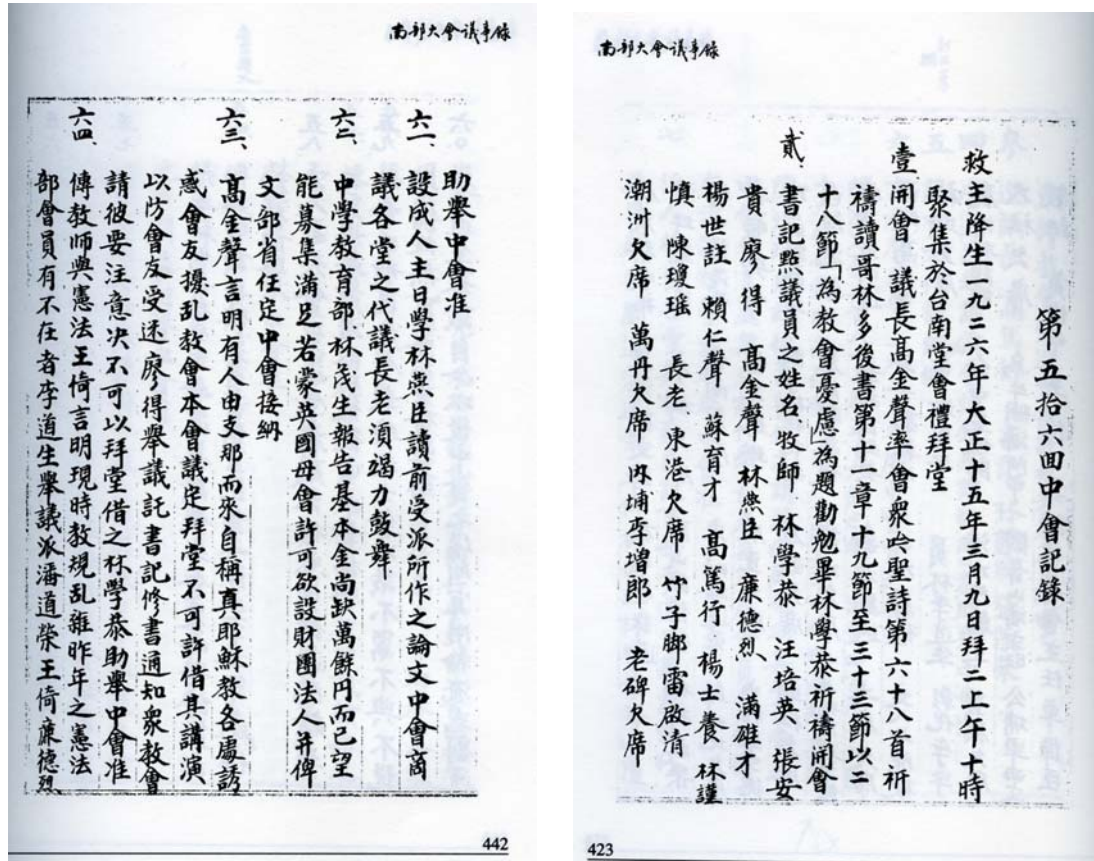 南部大會議事錄
第五拾六回中會記錄
救主降生一九二六年大正十五年三月九日拜二上午十時
聚集於台南堂會禮拜堂
壹 開會 議長高金聲率會衆吟聖詩第六十八首祈
禱讀哥林多後書第十一章十九節至三十三節以二
十八節「為教會憂慮」為題勸勉畢林學恭祈禱開會
貳 書記點議員之姓名牧師 林學恭 汪培英 張安
貴 廖得 高金聲 林燕臣 廉德烈、 滿雄才
楊世註 賴仁聲 蘇育才 高篤行 楊士養 林謹
慎 陳瓊瑤 長老 東港欠席 竹子腳雷啟清
潮州欠席 萬丹欠席 內埔李增郎 老碑欠席
423
南部大會議事錄
助舉中會准
六一、設成人主日學林燕臣讀前受派所作之論文中會商
議各堂之代議長老須竭力鼓舞
六二、中學教育部林茂生報告基本金尚缺萬餘円而已望
能募集滿足若蒙英國母會許可欲設財團法人并俾
文部省任定中會接納
六三、高金聲言明有人由支那而來自稱真耶穌教各處誘
惑會友擾乱教會本會議定拜堂不可許借其講演
以防會友受迷廖得舉議託書記修書通知衆教會
請彼要注意决不可以拜堂借之林學恭助舉中會准
六四、傳教師與憲法王倚言明現時教規乱雜昨年之憲法
部會員有不在者李道生舉議派潘道榮王倚廉德烈、
442